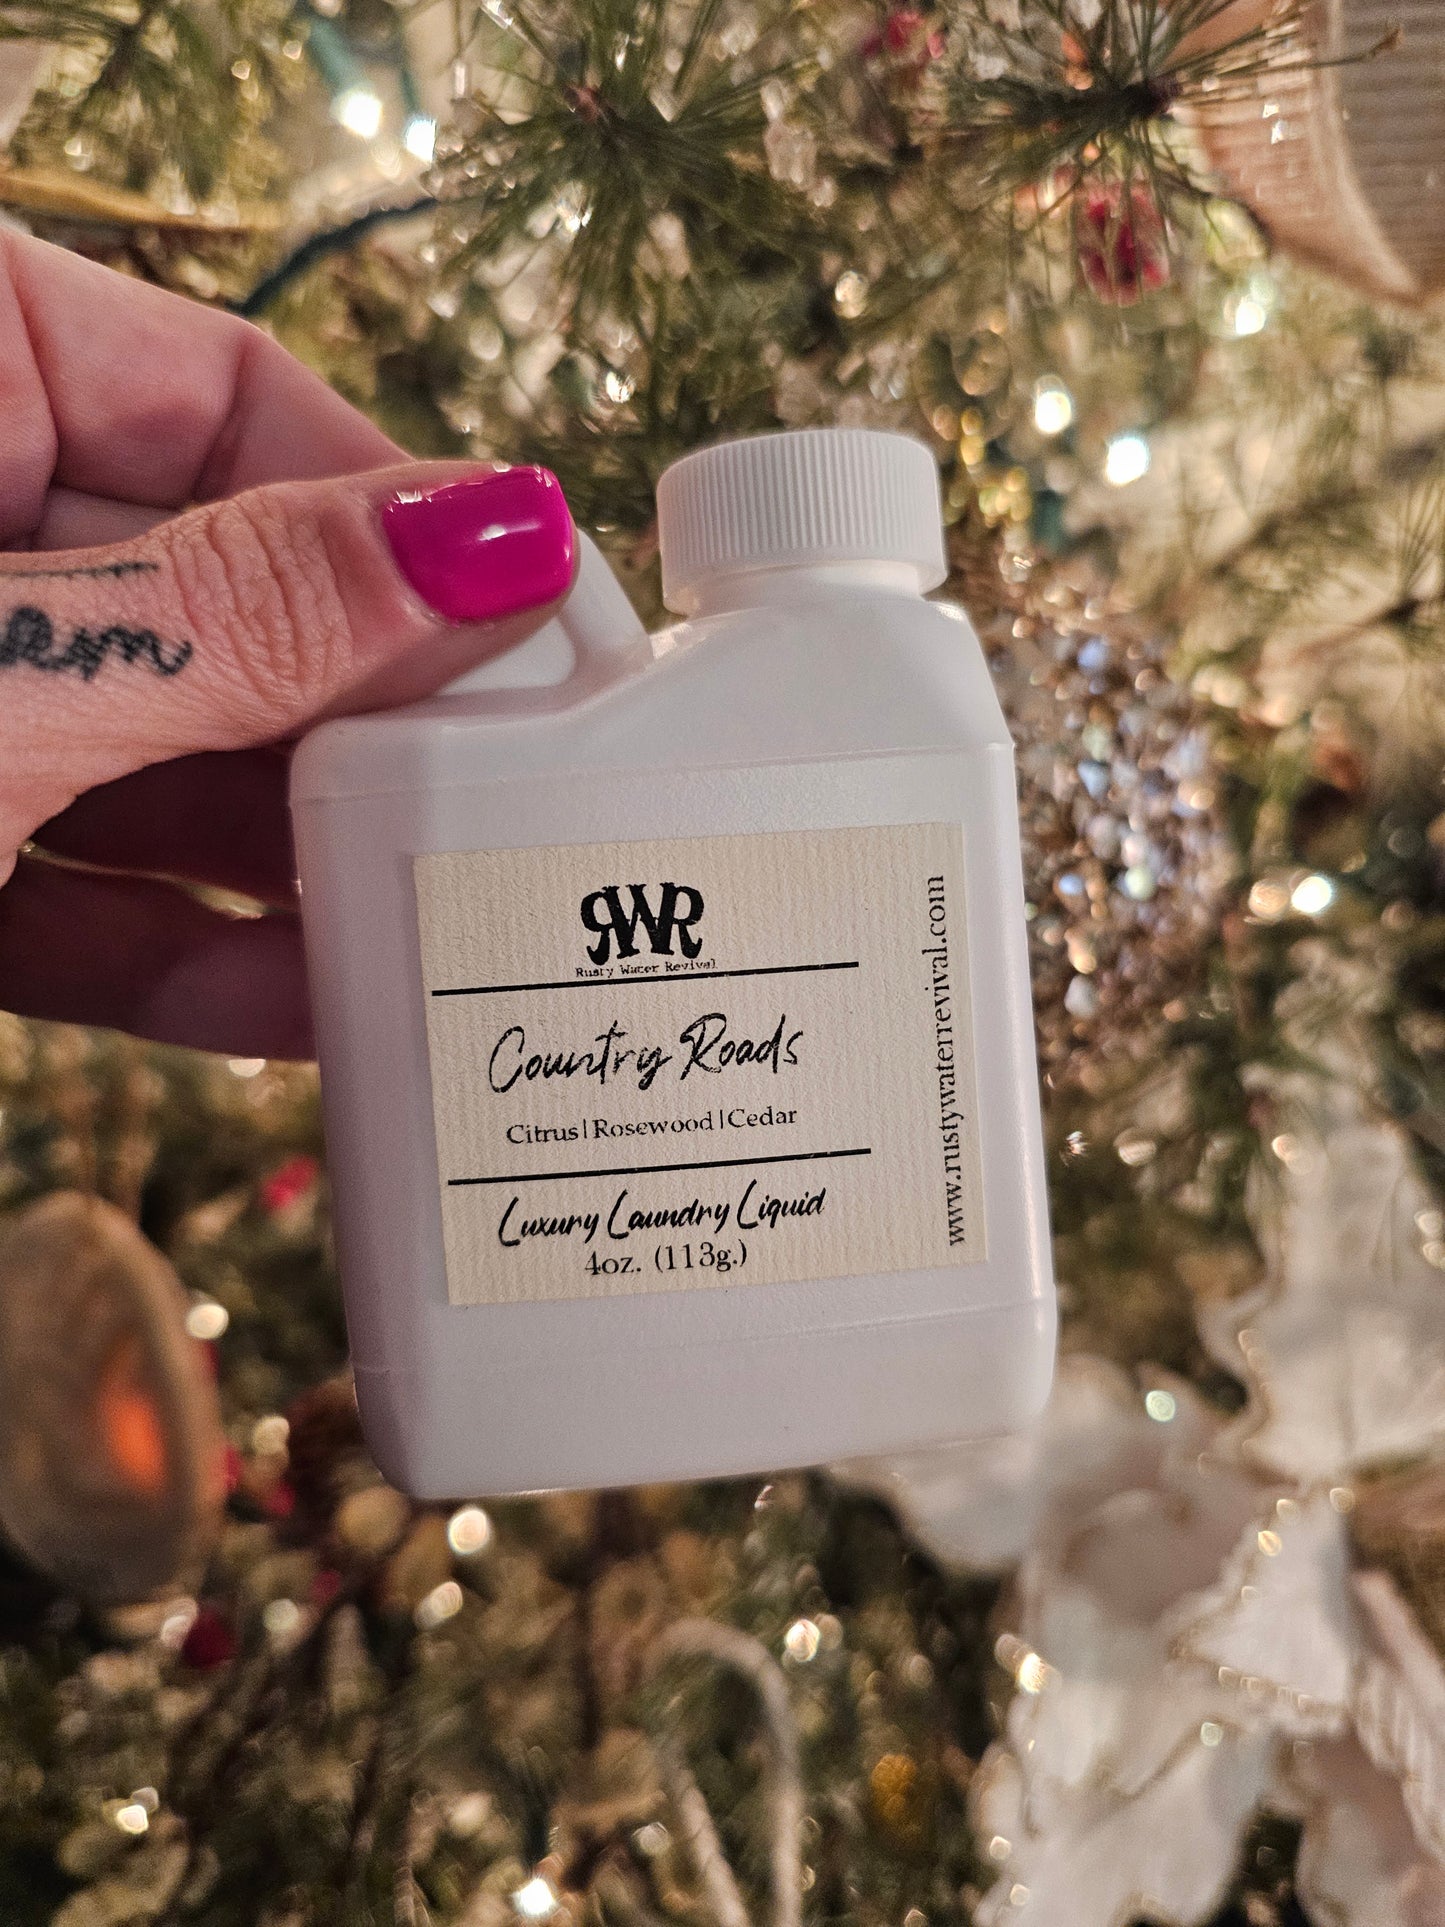 RWR
Rusty Water Revival
Country Roads
Citrus|Rosewood|Cedar
Luxury Laundry Liquid
4oz. (113g.)
www.rustywaterrevival.com